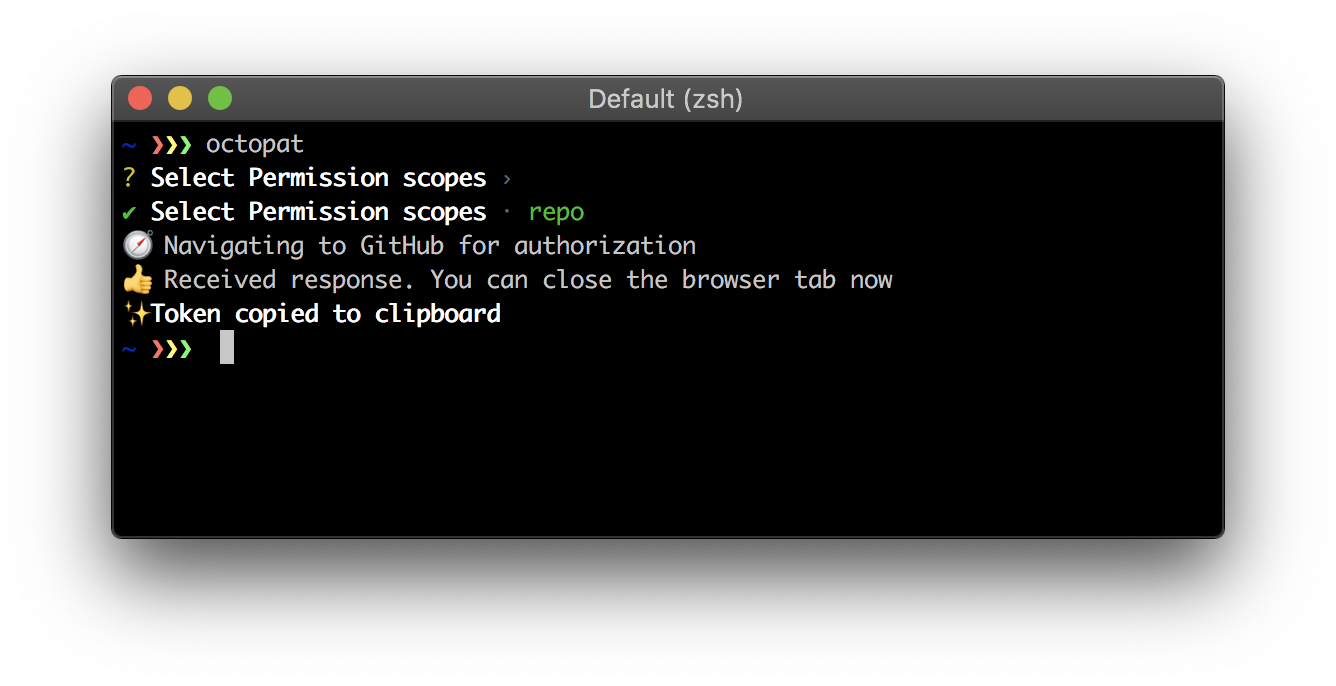 Default (zsh)
~ ❯❯❯ octopat
? Select Permission scopes ›
✔ Select Permission scopes · repo
🧭 Navigating to GitHub for authorization
👍 Received response. You can close the browser tab now
✨Token copied to clipboard
~ ❯❯❯